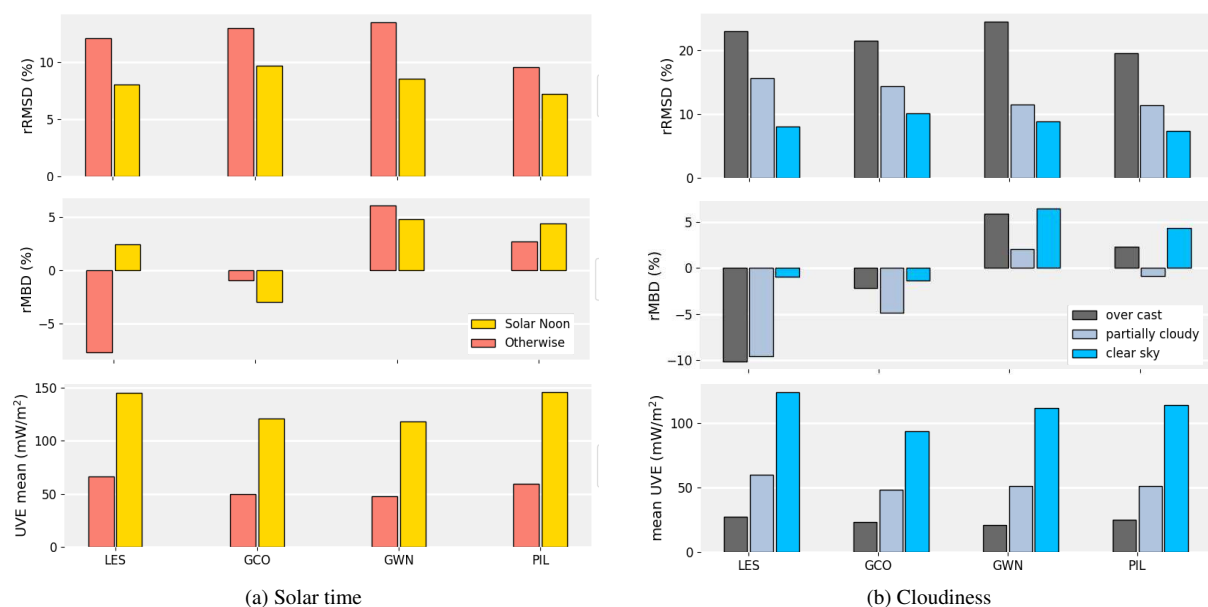 rRMSD (%)
10
5
0
rMBD (%)
5
0
−5
Solar Noon
Otherwise
UVE mean (mW/m²)
150
100
50
0
LES GCO GWN PIL
(a) Solar time
rRMSD (%)
20
10
0
rMBD (%)
5
0
−5
−10
over cast
partially cloudy
clear sky
mean UVE (mW/m²)
100
50
0
LES GCO GWN PIL
(b) Cloudiness